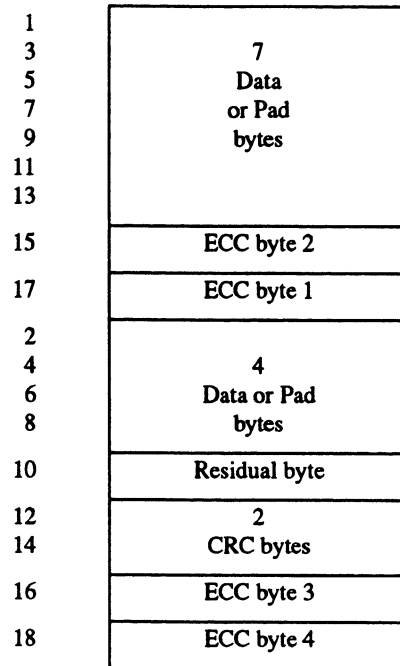 1
3 7
5 Data
7 or Pad
9 bytes
11
13
15 ECC byte 2
17 ECC byte 1
2
4 4
6 Data or Pad
8 bytes
10 Residual byte
12 2
14 CRC bytes
16 ECC byte 3
18 ECC byte 4